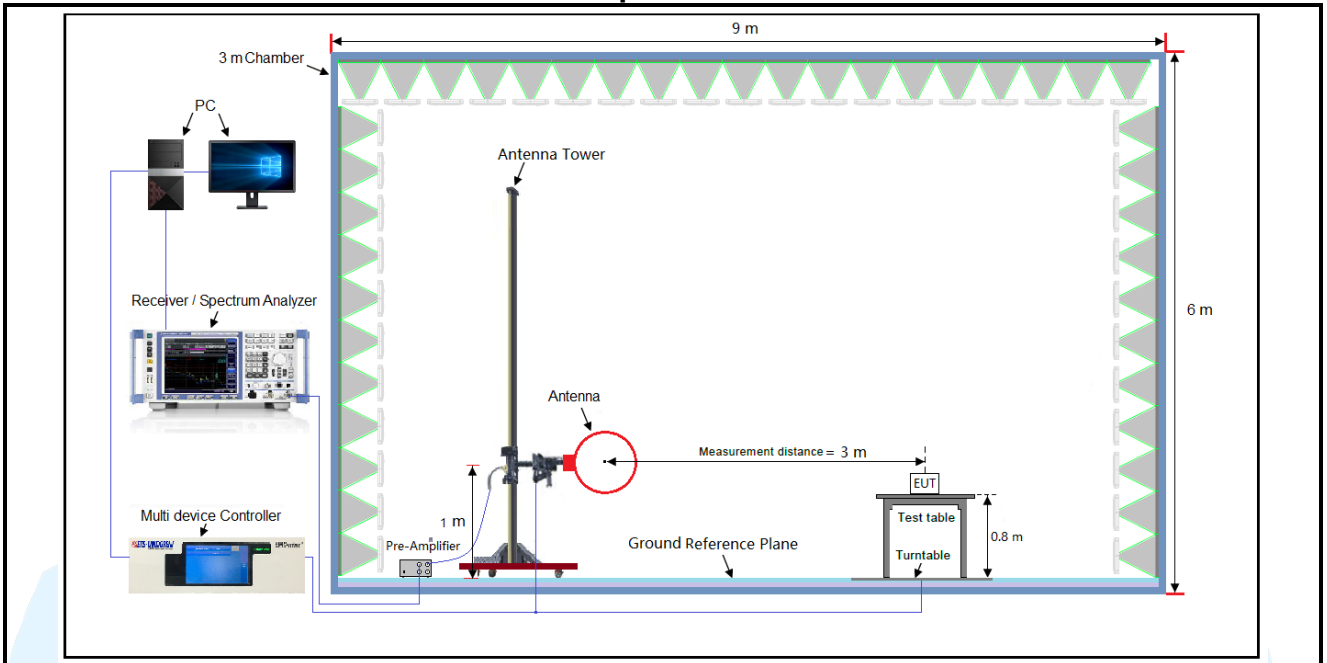 9 m
3 m Chamber
PC
Antenna Tower
Receiver / Spectrum Analyzer
6 m
Antenna
Measurement distance = 3 m
EUT
Multi device Controller
1 m
Test table
Pre-Amplifier
Ground Reference Plane
0.8 m
Turntable